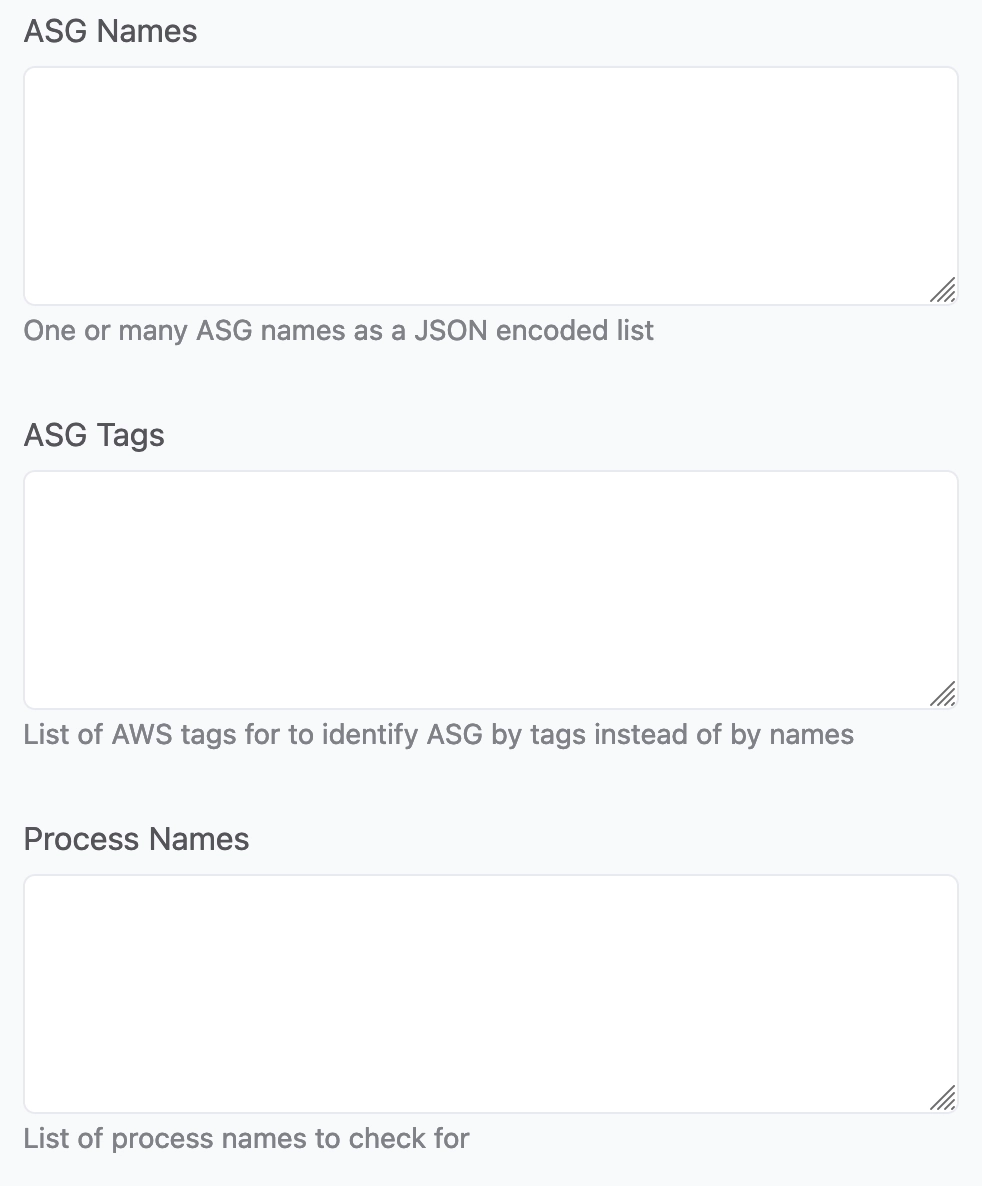 ASG Names
One or many ASG names as a JSON encoded list
ASG Tags
List of AWS tags for to identify ASG by tags instead of by names
Process Names
List of process names to check for